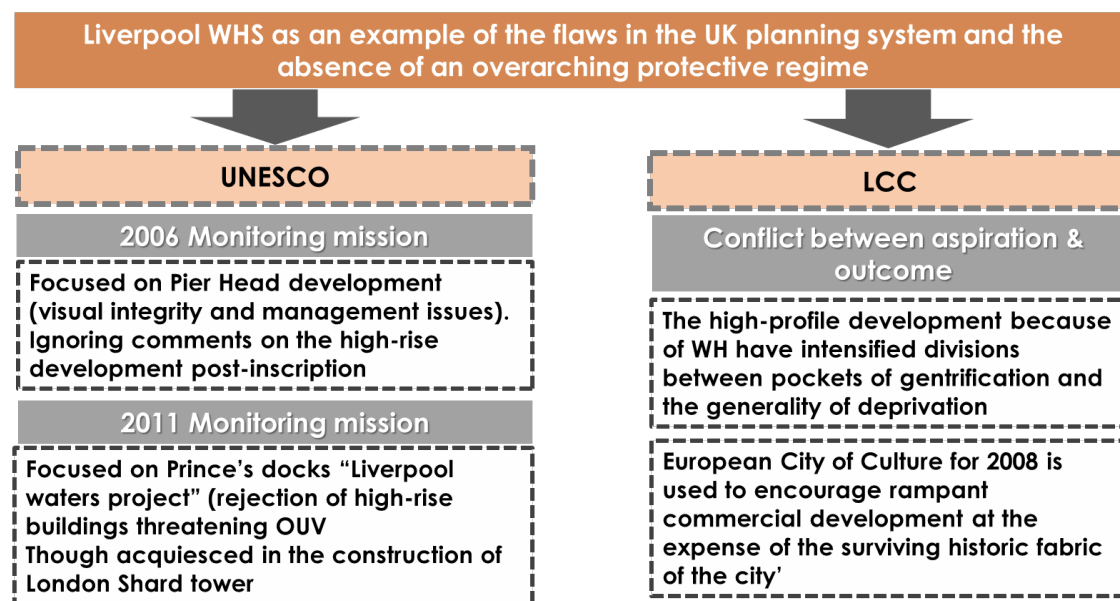 Liverpool WHS as an example of the flaws in the UK planning system and the
absence of an overarching protective regime
UNESCO
2006 Monitoring mission
Focused on Pier Head development
(visual integrity and management issues).
Ignoring comments on the high-rise
development post-inscription
2011 Monitoring mission
Focused on Prince's docks “Liverpool
waters project” (rejection of high-rise
buildings threatening OUV
Though acquiesced in the construction of
London Shard tower
LCC
Conflict between aspiration &
outcome
The high-profile development because
of WH have intensified divisions
between pockets of gentrification and
the generality of deprivation
European City of Culture for 2008 is
used to encourage rampant
commercial development at the
expense of the surviving historic fabric
of the city’